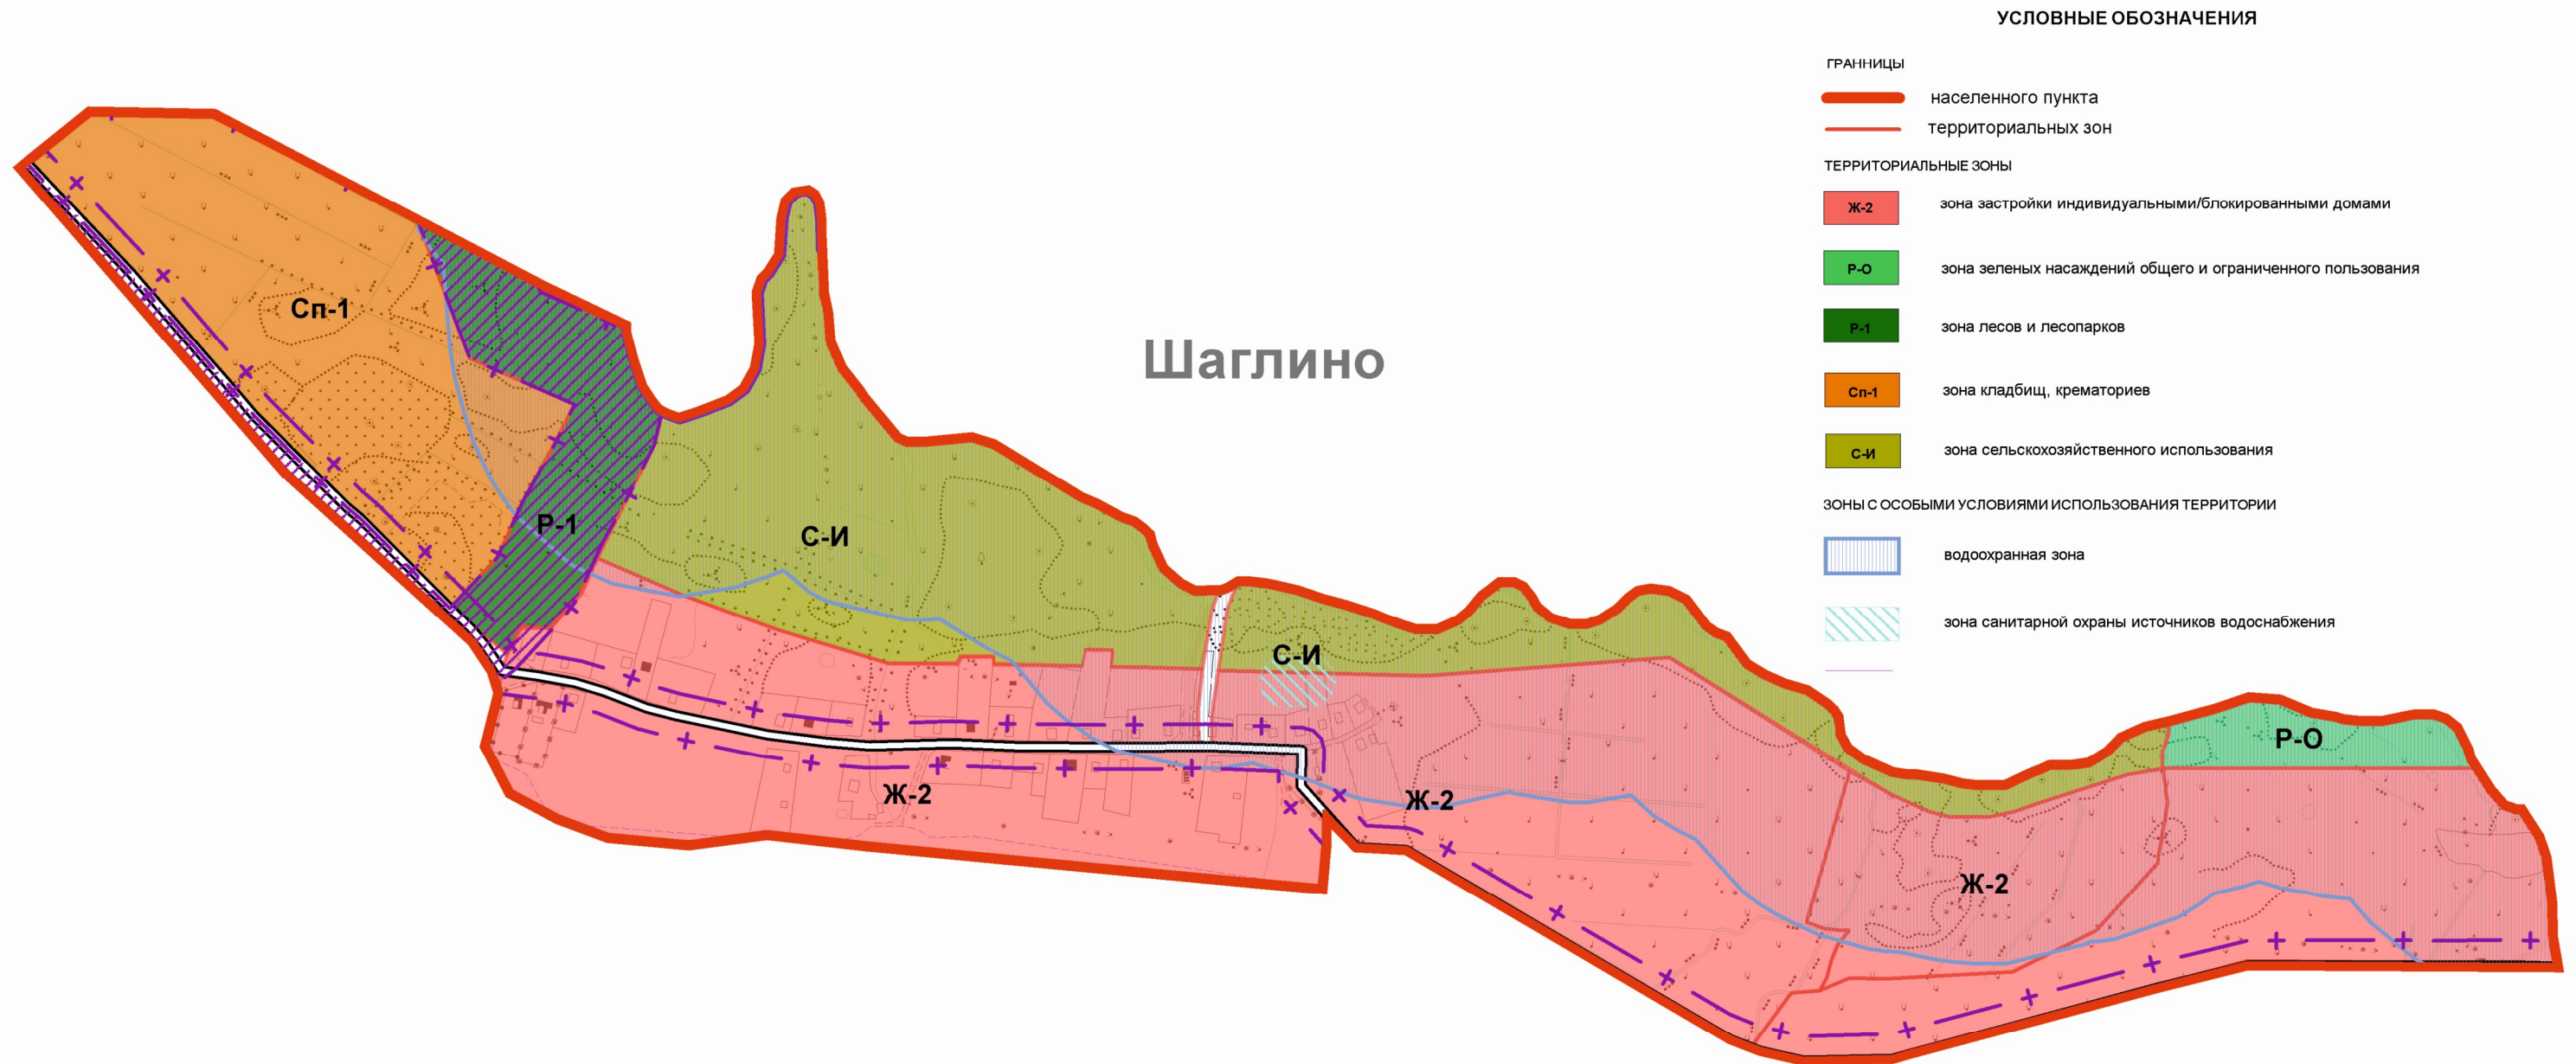 УСЛОВНЫЕ ОБОЗНАЧЕНИЯ
ГРАННИЦЫ
населенного пункта
территориальных зон
ТЕРРИТОРИАЛЬНЫЕ ЗОНЫ
Ж-2 зона застройки индивидуальными/блокированными домами
Р-О зона зеленых насаждений общего и ограниченного пользования
Р-1 зона лесов и лесопарков
Сп-1 зона кладбищ, крематориев
С-И зона сельскохозяйственного использования
ЗОНЫ С ОСОБЫМИ УСЛОВИЯМИ ИСПОЛЬЗОВАНИЯ ТЕРРИТОРИИ
водоохранная зона
зона санитарной охраны источников водоснабжения
Шаглино
Сп-1
Р-1
С-И
С-И
Р-О
Ж-2
Ж-2
Ж-2